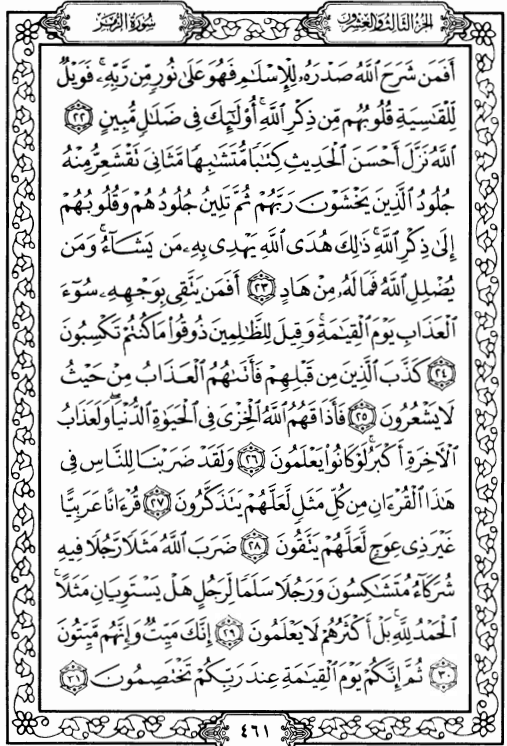 الجزء الثالث والعشرون
سورة الزمر
أَفَمَن شَرَحَ ٱللَّهُ صَدْرَهُۥ لِلْإِسْلَٰمِ فَهُوَ عَلَىٰ نُورٍ مِّن رَّبِّهِۦ ۚ فَوَيْلٌ
لِّلْقَٰسِيَةِ قُلُوبُهُم مِّن ذِكْرِ ٱللَّهِ ۚ أُو۟لَٰٓئِكَ فِى ضَلَٰلٍ مُّبِينٍ ٢٢
ٱللَّهُ نَزَّلَ أَحْسَنَ ٱلْحَدِيثِ كِتَٰبًا مُّتَشَٰبِهًا مَّثَانِىَ تَقْشَعِرُّ مِنْهُ
جُلُودُ ٱلَّذِينَ يَخْشَوْنَ رَبَّهُمْ ثُمَّ تَلِينُ جُلُودُهُمْ وَقُلُوبُهُمْ
إِلَىٰ ذِكْرِ ٱللَّهِ ۚ ذَٰلِكَ هُدَى ٱللَّهِ يَهْدِى بِهِۦ مَن يَشَآءُ ۚ وَمَن
يُضْلِلِ ٱللَّهُ فَمَا لَهُۥ مِنْ هَادٍ ٢٣ أَفَمَن يَتَّقِى بِوَجْهِهِۦ سُوٓءَ
ٱلْعَذَابِ يَوْمَ ٱلْقِيَٰمَةِ ۚ وَقِيلَ لِلظَّٰلِمِينَ ذُوقُوا۟ مَا كُنتُمْ تَكْسِبُونَ
٢٤ كَذَّبَ ٱلَّذِينَ مِن قَبْلِهِمْ فَأَتَىٰهُمُ ٱلْعَذَابُ مِنْ حَيْثُ
لَا يَشْعُرُونَ ٢٥ فَأَذَاقَهُمُ ٱللَّهُ ٱلْخِزْىَ فِى ٱلْحَيَوٰةِ ٱلدُّنْيَا ۖ وَلَعَذَابُ
ٱلْءَاخِرَةِ أَكْبَرُ ۚ لَوْ كَانُوا۟ يَعْلَمُونَ ٢٦ وَلَقَدْ ضَرَبْنَا لِلنَّاسِ فِى
هَٰذَا ٱلْقُرْءَانِ مِن كُلِّ مَثَلٍ لَّعَلَّهُمْ يَتَذَكَّرُونَ ٢٧ قُرْءَانًا عَرَبِيًّا
غَيْرَ ذِى عِوَجٍ لَّعَلَّهُمْ يَتَّقُونَ ٢٨ ضَرَبَ ٱللَّهُ مَثَلًا رَّجُلًا فِيهِ
شُرَكَآءُ مُتَشَٰكِسُونَ وَرَجُلًا سَلَمًا لِّرَجُلٍ هَلْ يَسْتَوِيَانِ مَثَلًا ۚ
ٱلْحَمْدُ لِلَّهِ ۚ بَلْ أَكْثَرُهُمْ لَا يَعْلَمُونَ ٢٩ إِنَّكَ مَيِّتٌ وَإِنَّهُم مَّيِّتُونَ
٣٠ ثُمَّ إِنَّكُمْ يَوْمَ ٱلْقِيَٰمَةِ عِندَ رَبِّكُمْ تَخْتَصِمُونَ ٣١
٤٦١